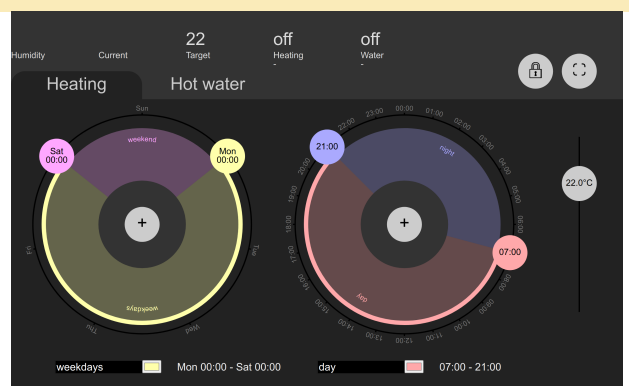 22 off off
Humidity Current Target Heating Water
- -
Heating Hot water
Sun
weekend
Sat
00:00
Mon
00:00
Tue
Wed
Thu
Fri
weekdays
+
00:00
01:00
02:00
03:00
04:00
05:00
06:00
07:00
08:00
09:00
10:00
11:00
12:00
13:00
14:00
15:00
16:00
17:00
18:00
19:00
20:00
21:00
22:00
23:00
night
day
+
22.0°C
weekdays Mon 00:00 - Sat 00:00
day 07:00 - 21:00